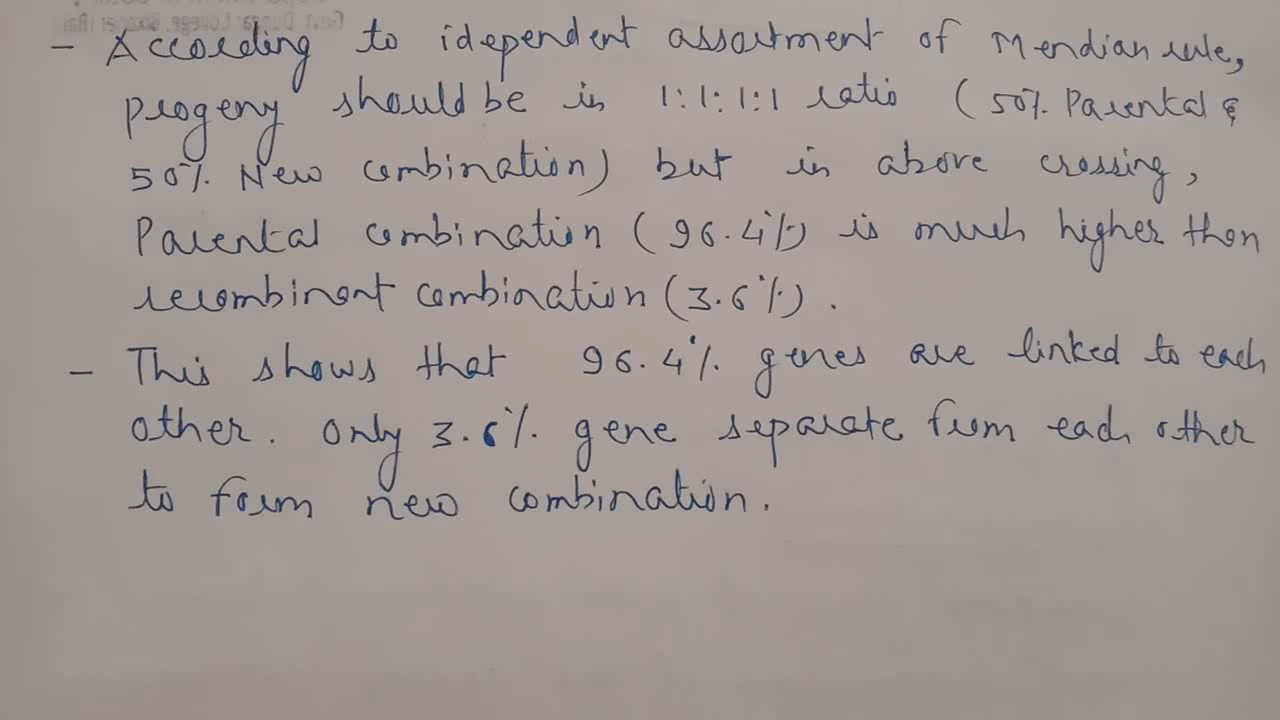 - According to idependent assortment of Mendian rule,
progeny should be in 1:1:1:1 ratio (50% Parental &
50% New combination) but in above crossing,
Parental combination (96.4%) is much higher then
recombinent combination (3.6%).
- This shows that 96.4% genes are linked to each
other. Only 3.6% gene separate from each other
to form new combination.